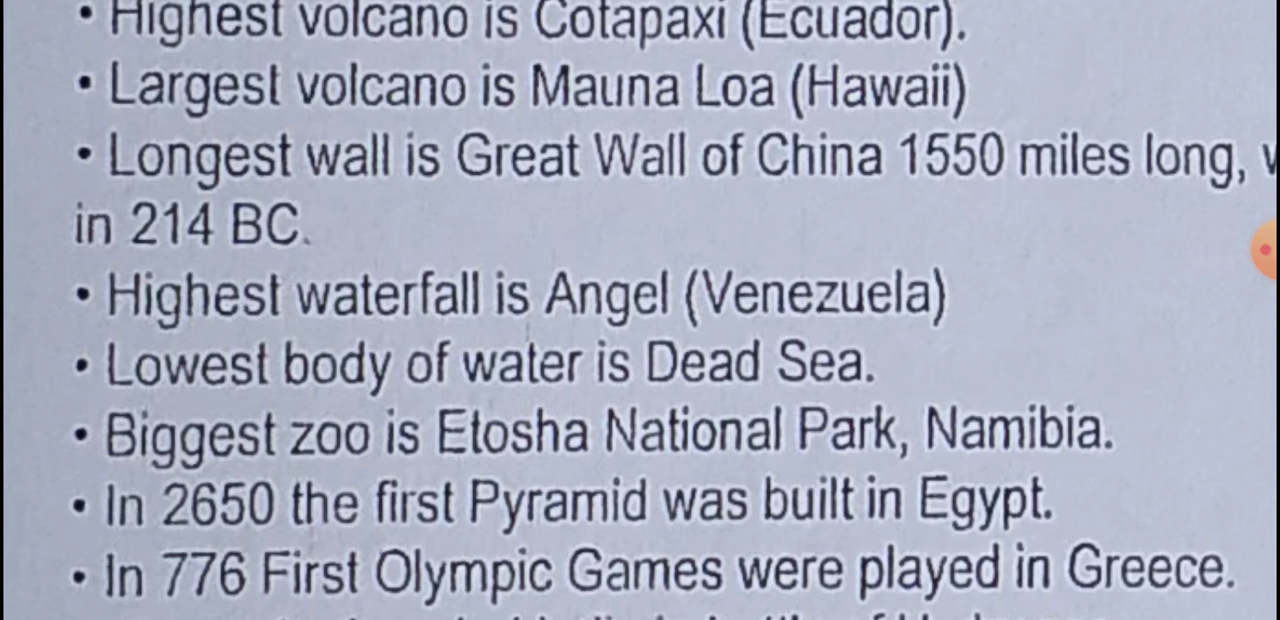 • Highest volcano is Cotapaxi (Ecuador).
• Largest volcano is Mauna Loa (Hawaii)
• Longest wall is Great Wall of China 1550 miles long,
in 214 BC.
• Highest waterfall is Angel (Venezuela)
• Lowest body of water is Dead Sea.
• Biggest zoo is Etosha National Park, Namibia.
• In 2650 the first Pyramid was built in Egypt.
• In 776 First Olympic Games were played in Greece.